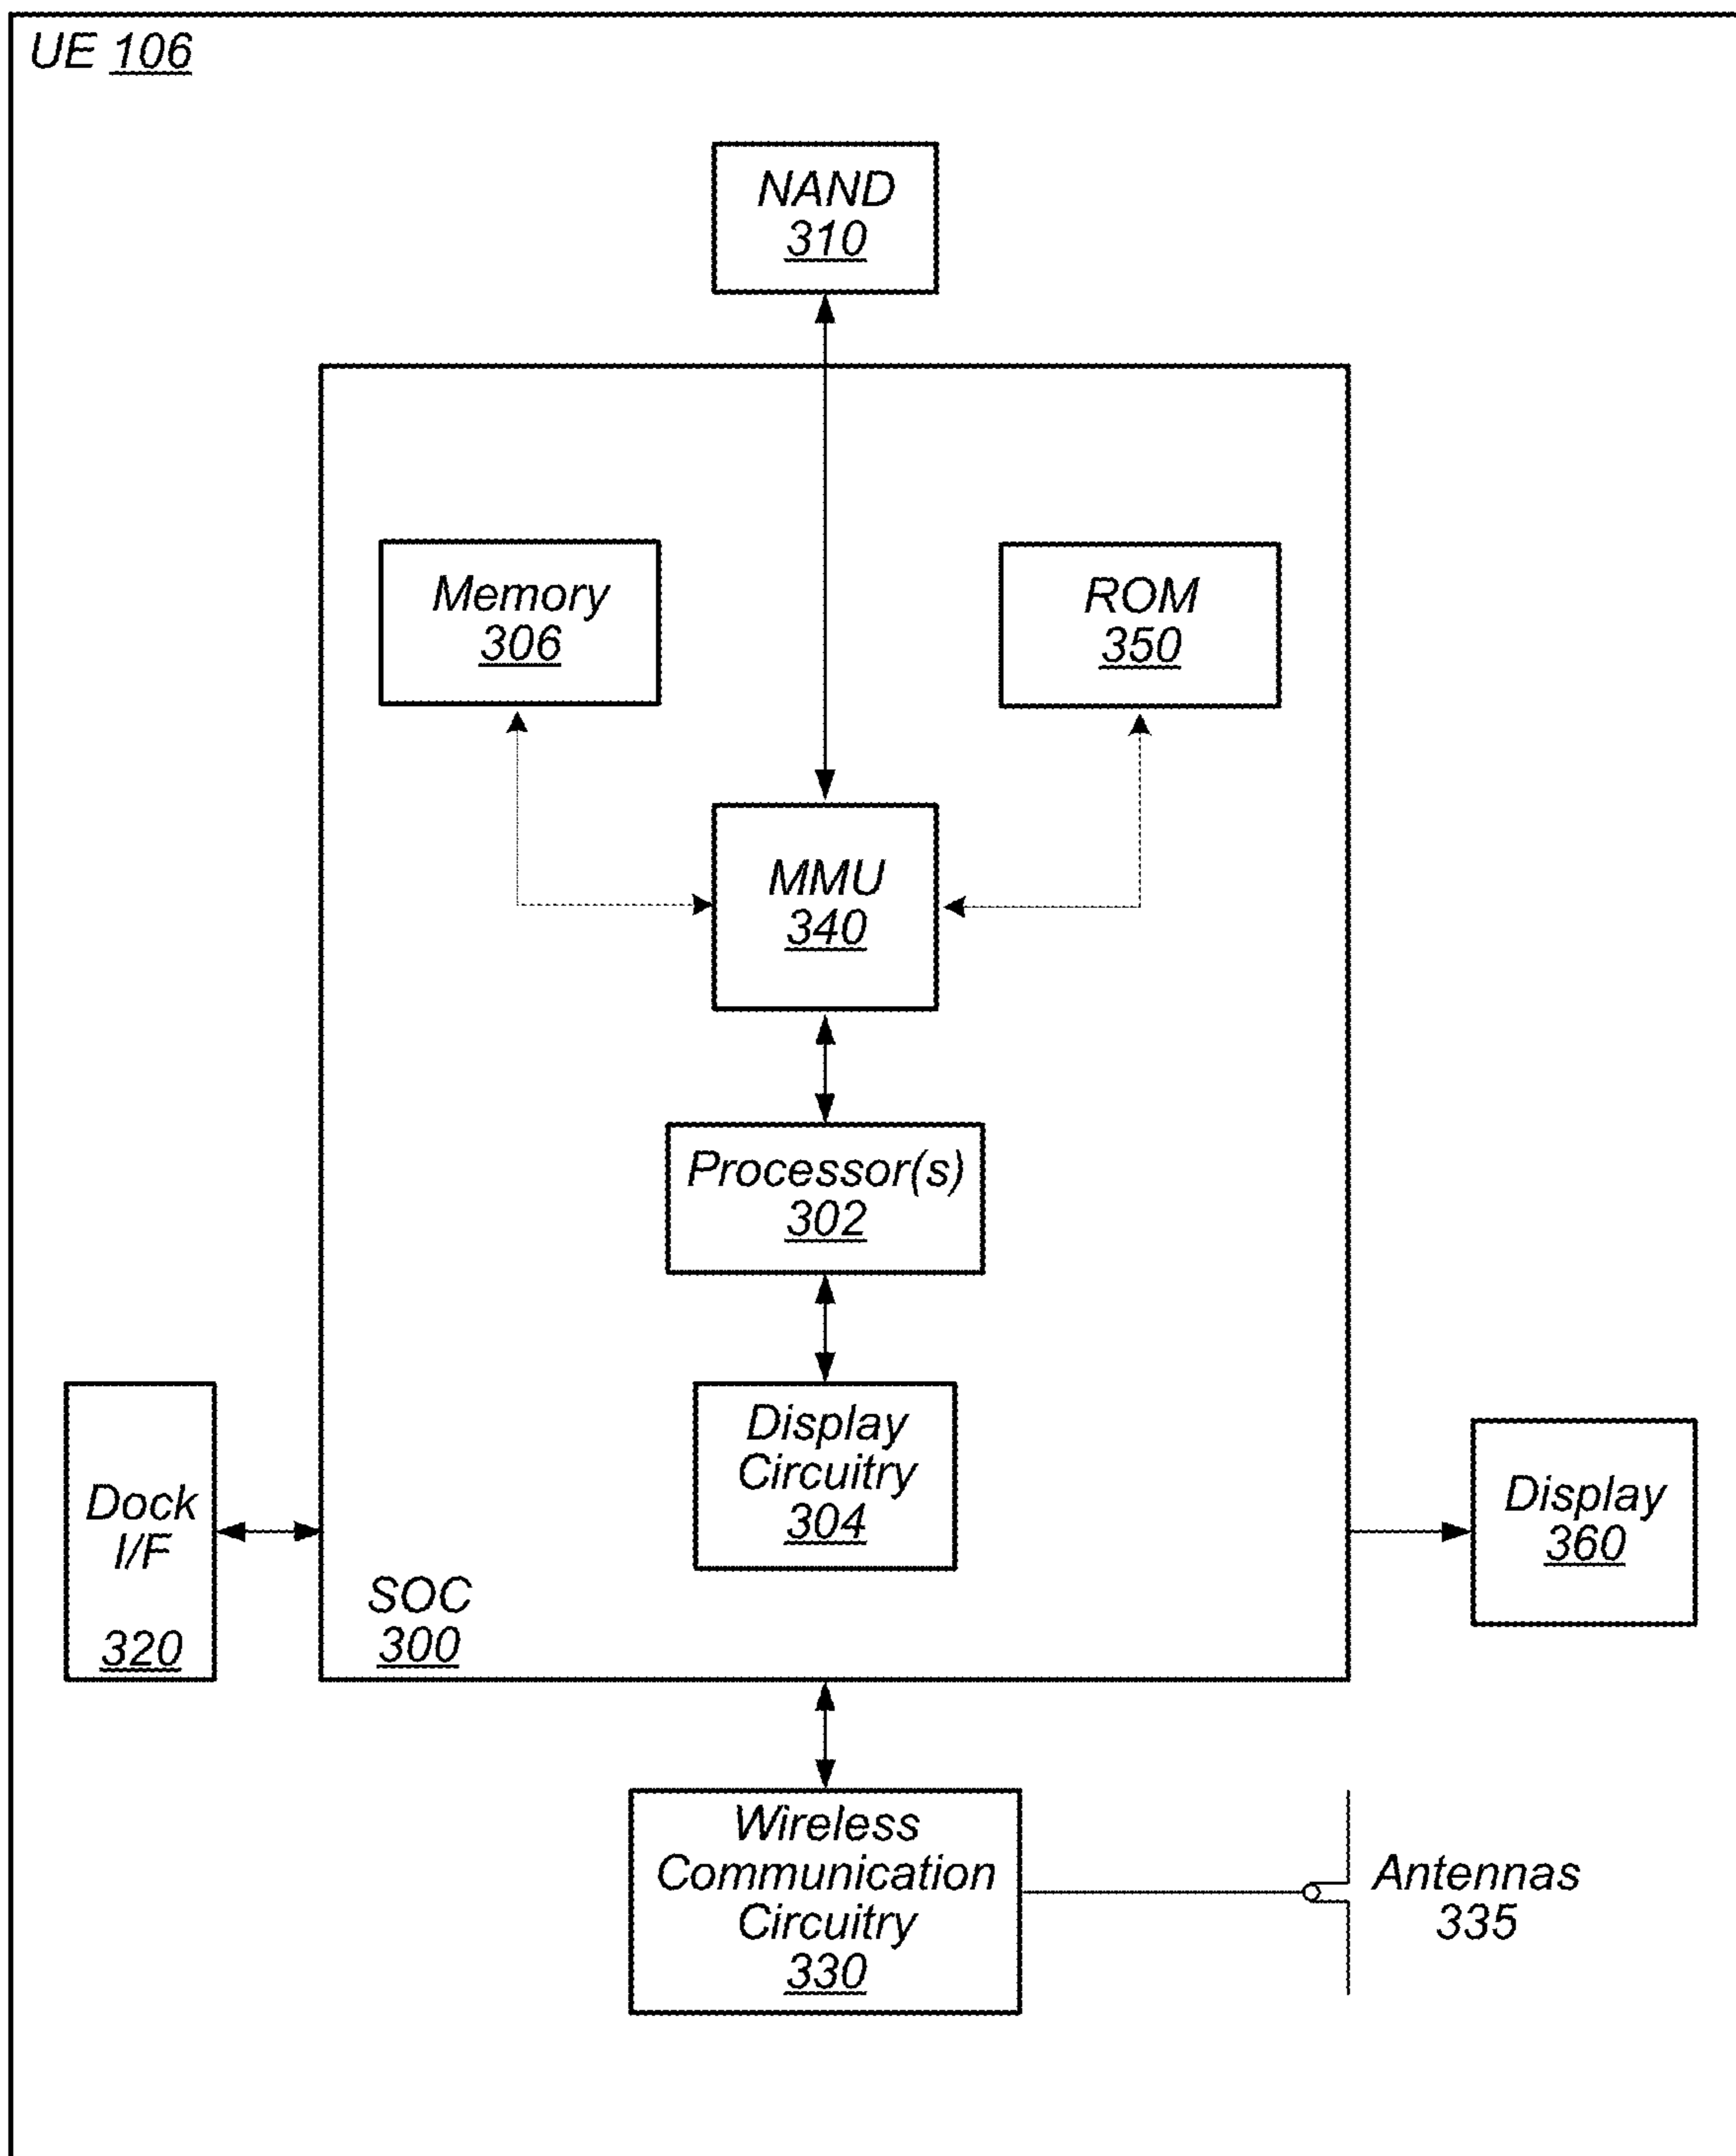 UE 106
NAND
310
Memory
306
ROM
350
MMU
340
Processor(s)
302
Display
Circuitry
304
Dock
I/F
320
SOC
300
Display
360
Wireless
Communication
Circuitry
330
Antennas
335